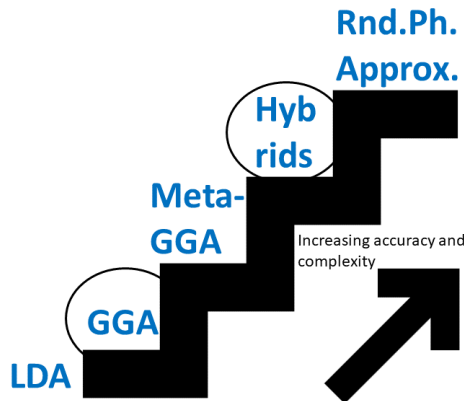 Rnd.Ph.
Approx.
Hyb
rids
Meta-
GGA
Increasing accuracy and
complexity
GGA
LDA